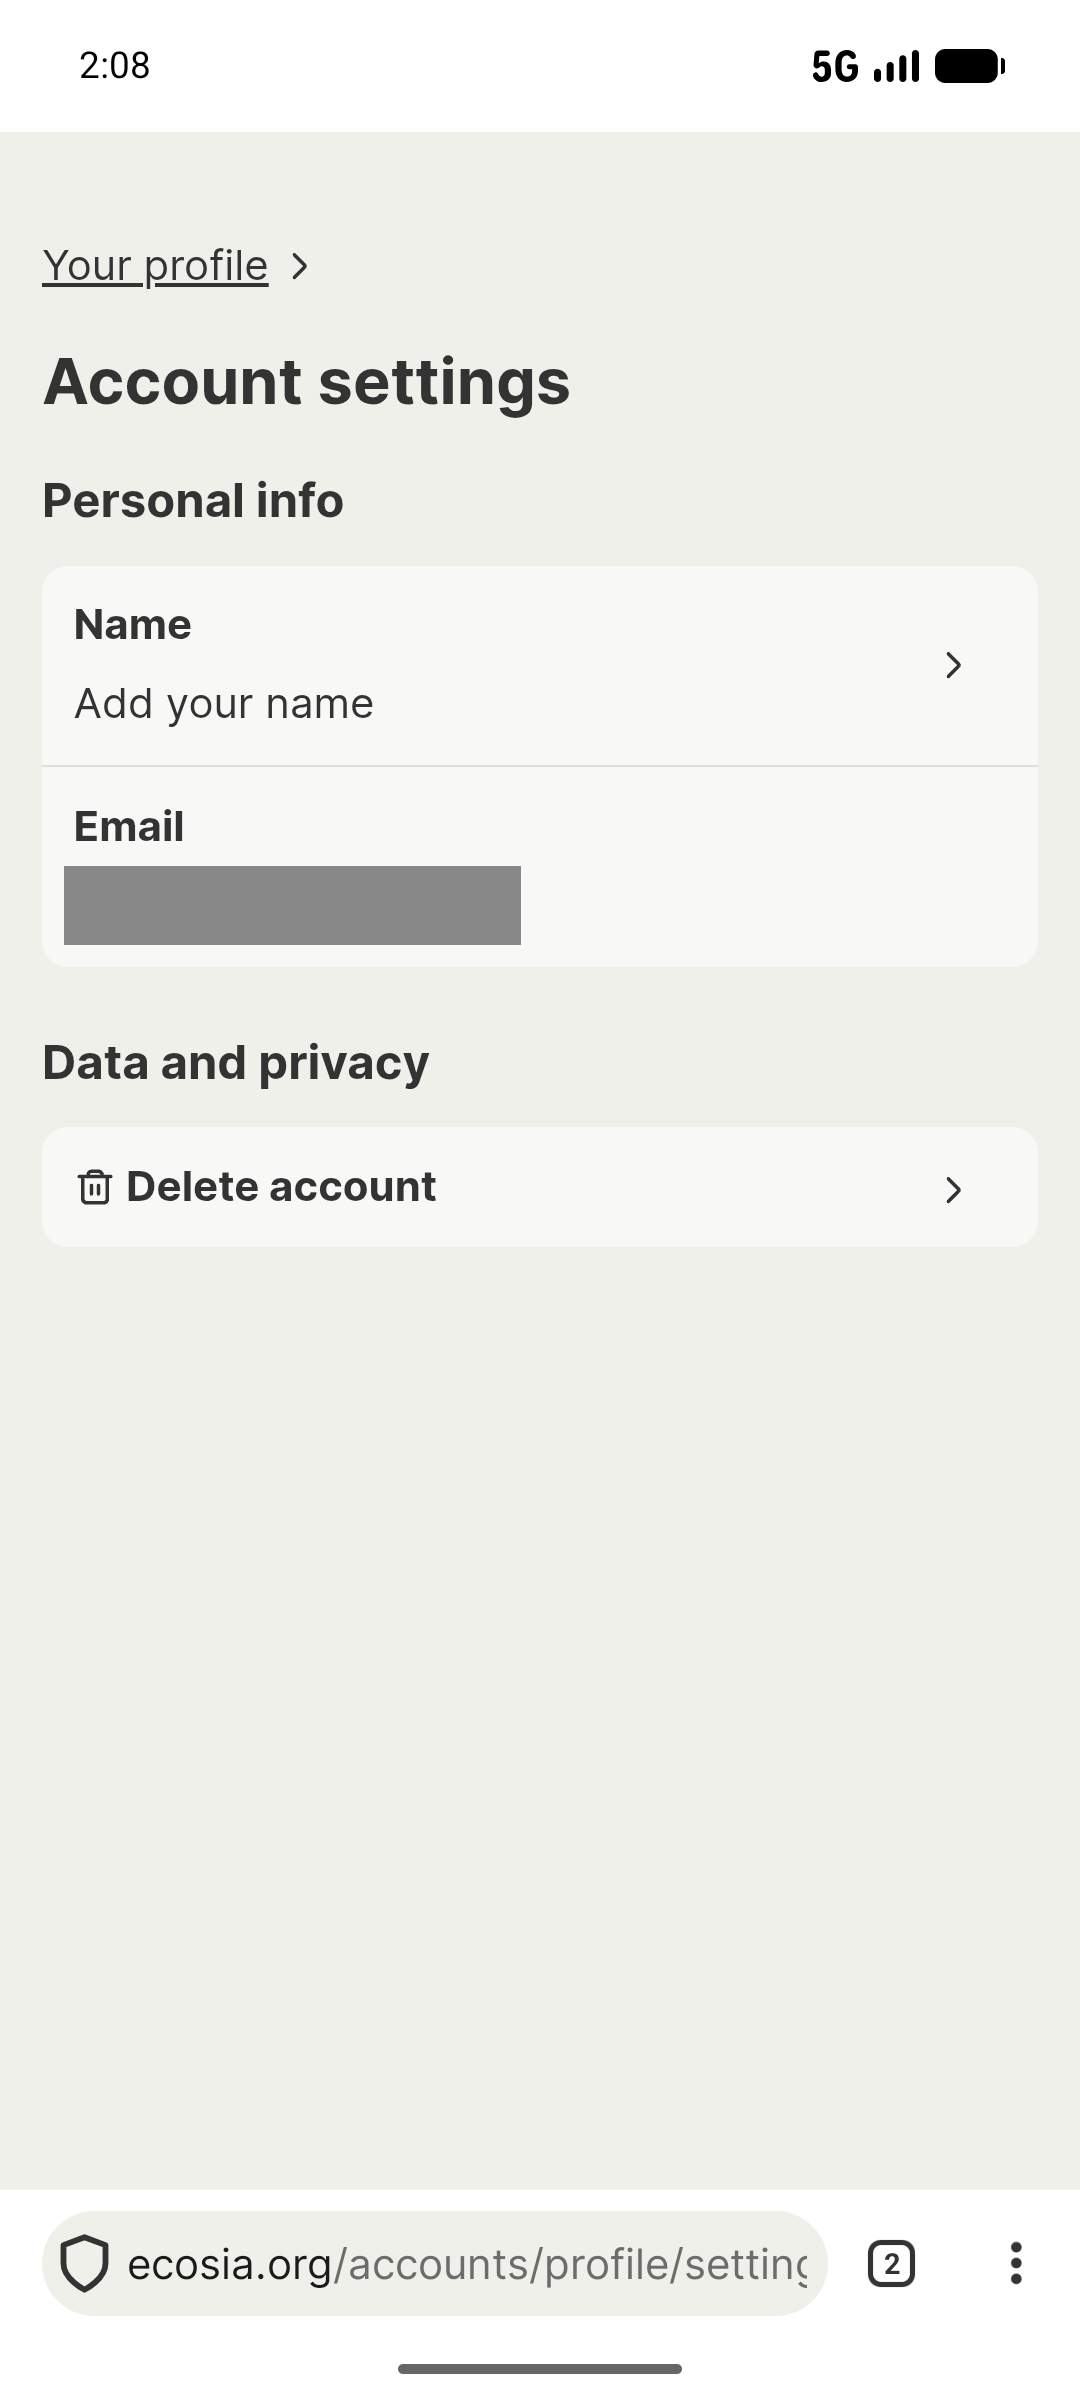 2:08
5G
Your profile
Account settings
Personal info
Name
Add your name
Email
Data and privacy
Delete account
ecosia.org/accounts/profile/setting
2